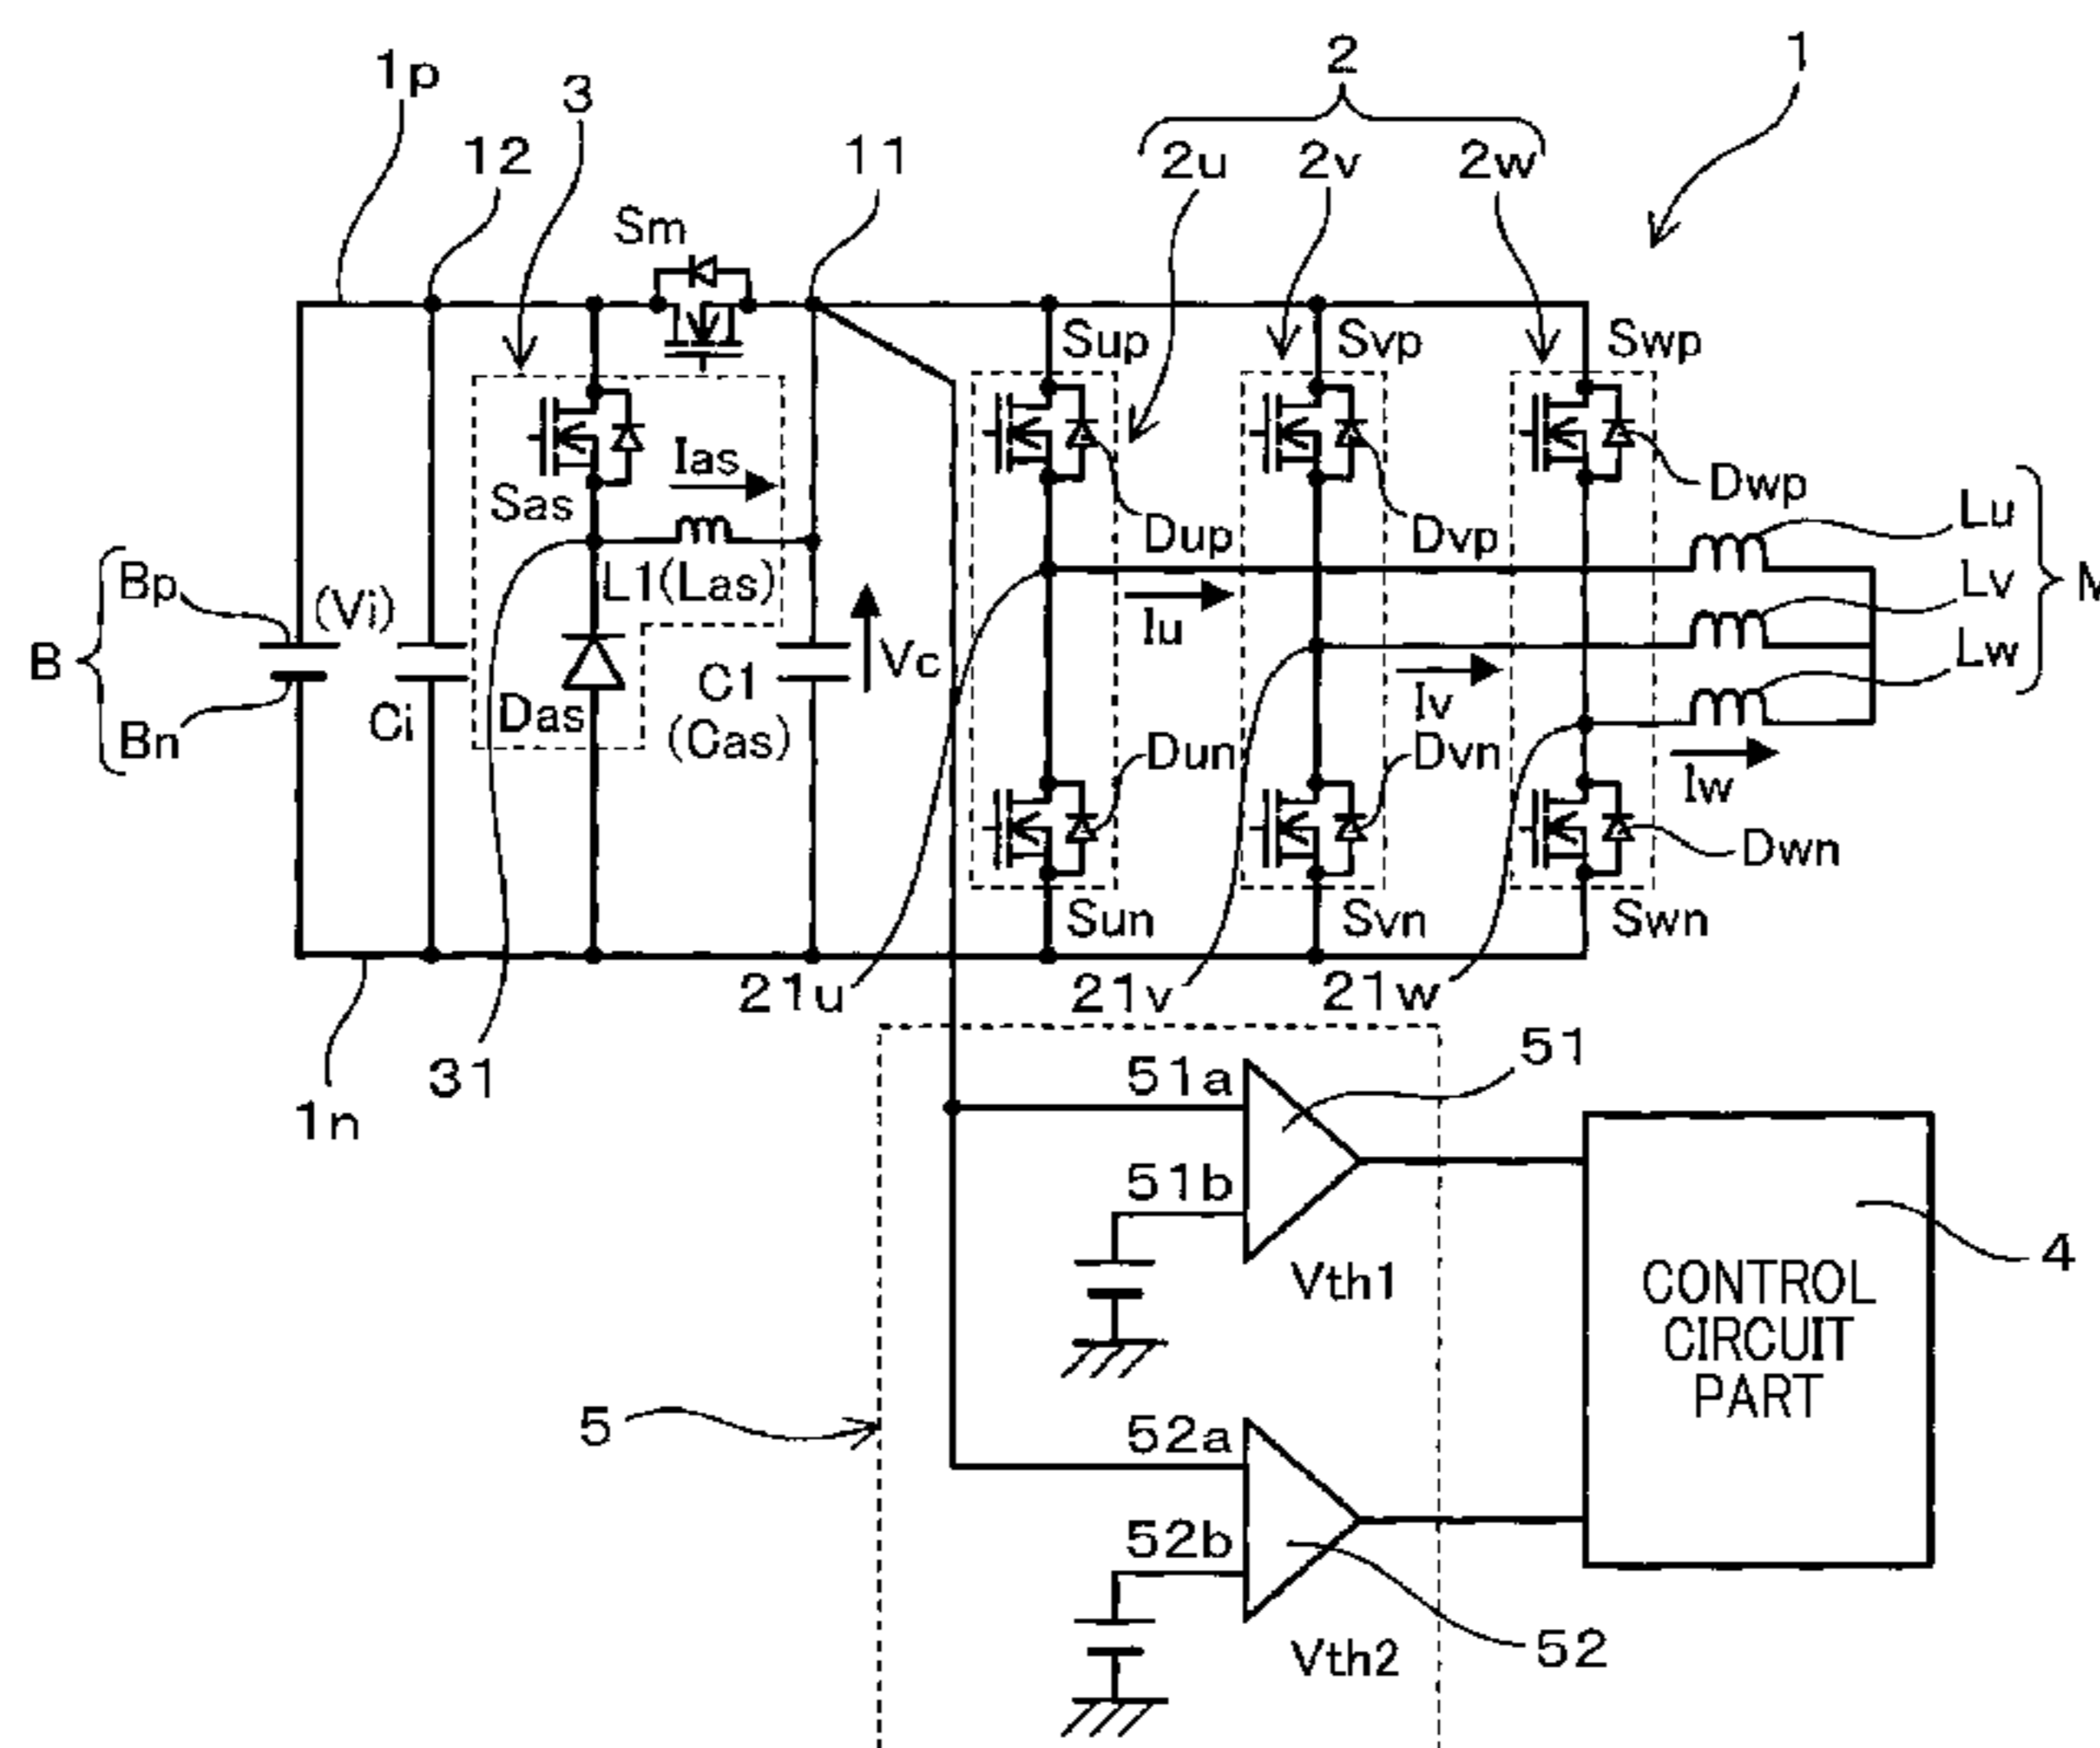 2
1
1p
3
12
11
2u
2v
2w
Sm
Sup
Svp
Swp
Ias
Sas
Dwp
Lu
Dup
Dvp
Bp
(Vi)
L1(Las)
Lv
M
B
Iu
Vc
Lw
C1
Iv
Das
Bn
Ci
(Cas)
Dun
Dvn
Iw
Dwn
Sun
Svn
Swn
21u
21v
21w
31
51a
51
1n
51b
4
Vth1
CONTROL
CIRCUIT
PART
5
52a
52b
52
Vth2